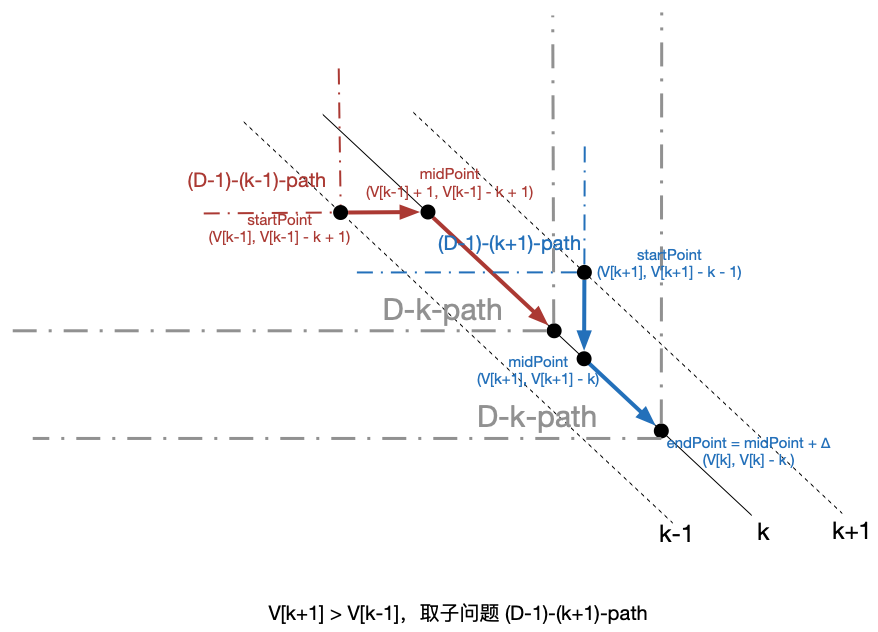 (D-1)-(k-1)-path
midPoint
(V[k-1] + 1, V[k-1] - k + 1)
startPoint
(V[k-1], V[k-1] - k + 1)
(D-1)-(k+1)-path
startPoint
(V[k+1], V[k+1] - k - 1)
D-k-path
midPoint
(V[k+1], V[k+1] - k)
D-k-path
endPoint = midPoint + Δ
(V[k], V[k] - k )
k-1
k
k+1
V[k+1] > V[k-1]，取子问题 (D-1)-(k+1)-path